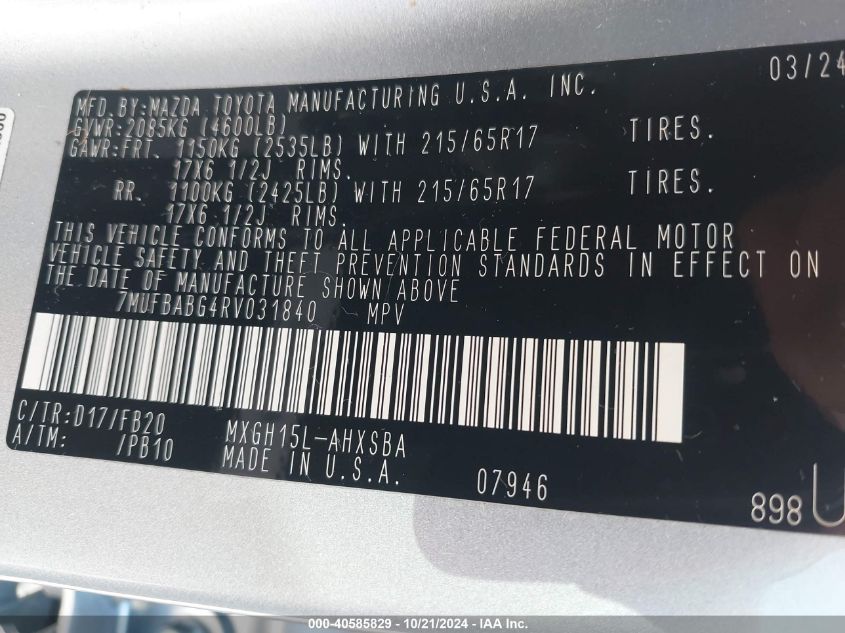 03/24
MFD.BY:MAZDA TOYOTA MANUFACTURING U.S.A. INC.
GVWR:2085KG (4600LB)
GAWR:FRT. 1150KG (2535LB) WITH 215/65R17 TIRES.
17X6 1/2J RIMS.
RR. 1100KG (2425LB) WITH 215/65R17 TIRES.
17X6 1/2J RIMS.
THIS VEHICLE CONFORMS TO ALL APPLICABLE FEDERAL MOTOR
VEHICLE SAFETY AND THEFT PREVENTION STANDARDS IN EFFECT ON
THE DATE OF MANUFACTURE SHOWN ABOVE
7MUFBABG4RV031840 MPV
C/TR:D17/FB20 MXGH15L-AHXSBA
A/TM: /PB10 MADE IN U.S.A.
07946
898 U
000-40585829 - 10/21/2024 - IAA Inc.